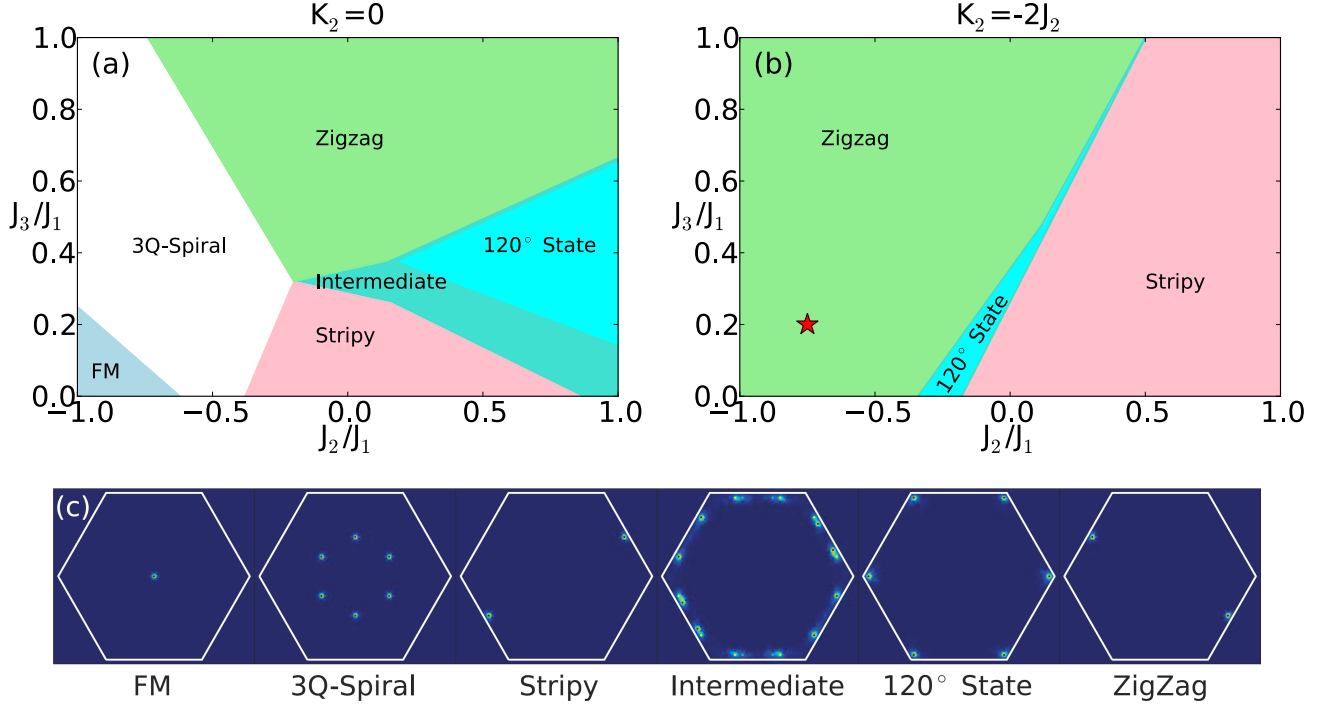 K₂=0
(a)
1.0
0.8
0.6
0.4
0.2
0.0
J₃/J₁
Zigzag
3Q-Spiral
120° State
Intermediate
Stripy
FM
−1.0 −0.5 0.0 0.5 1.0
J₂/J₁
K₂=-2J₂
(b)
1.0
0.8
0.6
0.4
0.2
0.0
J₃/J₁
Zigzag
120° State
Stripy
−1.0 −0.5 0.0 0.5 1.0
J₂/J₁
(c)
FM 3Q-Spiral Stripy Intermediate 120° State ZigZag